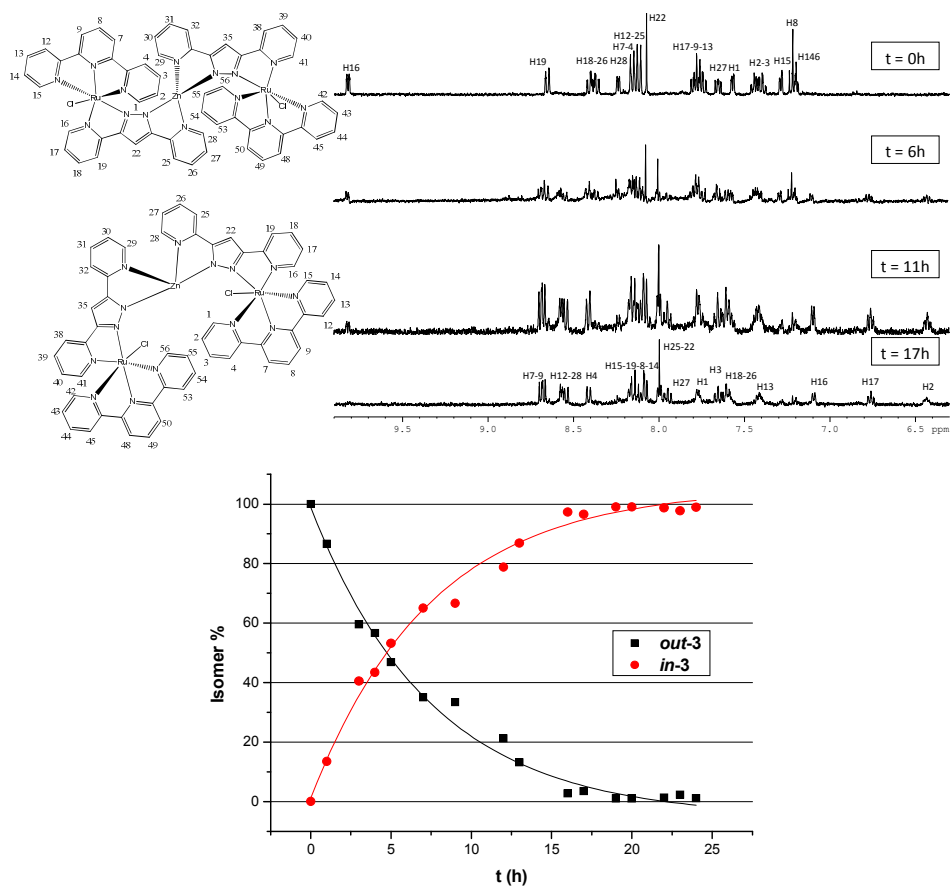 31
32
30
29
38
39
40
41
35
N
N
N
N
56
8
9
7
12
13
14
15
N
N
N
Ru
Cl
4
3
2
1
Zn
Ru
Cl
55
54
53
42
43
44
45
50
49
48
16
17
18
19
N
N
N
N
22
25
26
27
28
26
27
25
28
N
N
N
N
22
19
18
17
16
30
31
29
32
N
Zn
Cl
Ru
15
14
13
12
N
N
N
1
2
3
4
7
8
9
35
N
N
N
38
39
40
41
Cl
Ru
56
55
54
53
N
N
N
42
43
44
45
48
49
50
H16
H19
H18-26
H28
H7-4
H12-25
H22
H17-9-13
H27
H1
H2-3
H15
H8
H146
t = 0h
t = 6h
t = 11h
t = 17h
H7-9
H12-28
H4
H15-19-8-14
H25-22
H27
H1
H3
H18-26
H13
H16
H17
H2
9.5 9.0 8.5 8.0 7.5 7.0 6.5 ppm
100
80
60
40
20
0
Isomer %
out-3
in-3
0 5 10 15 20 25
t (h)